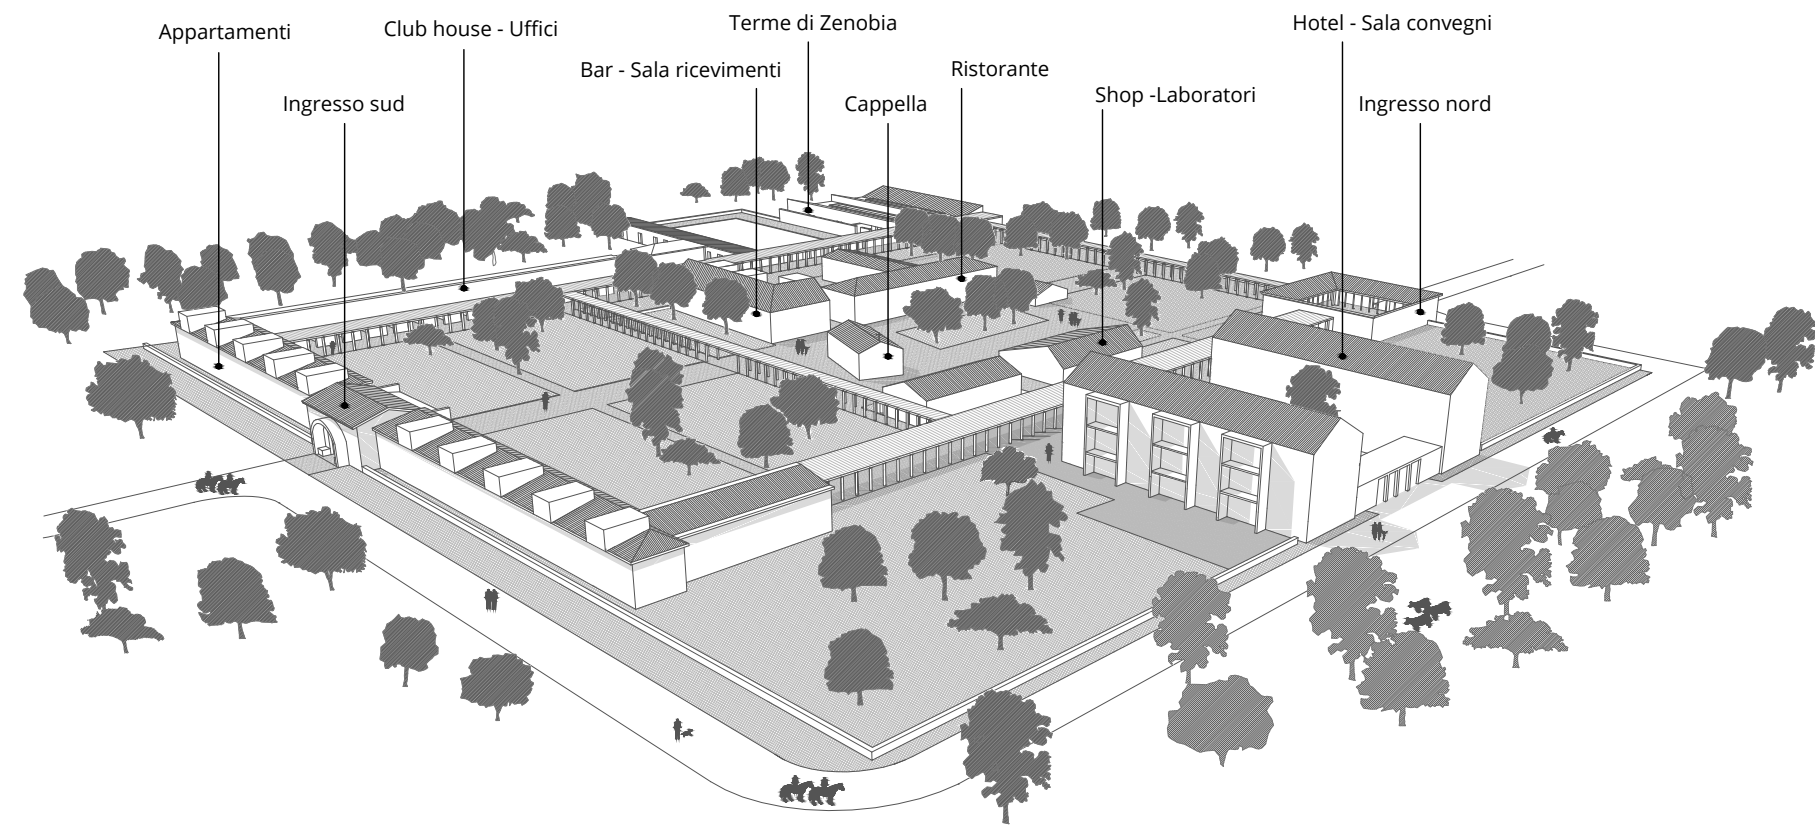 Appartamenti
Club house - Uffici
Terme di Zenobia
Hotel - Sala convegni
Bar - Sala ricevimenti
Ristorante
Ingresso sud
Cappella
Shop -Laboratori
Ingresso nord